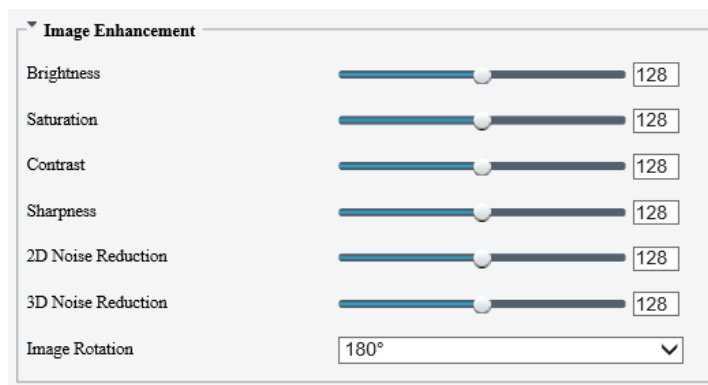 Image Enhancement
Brightness 128
Saturation 128
Contrast 128
Sharpness 128
2D Noise Reduction 128
3D Noise Reduction 128
Image Rotation 180°